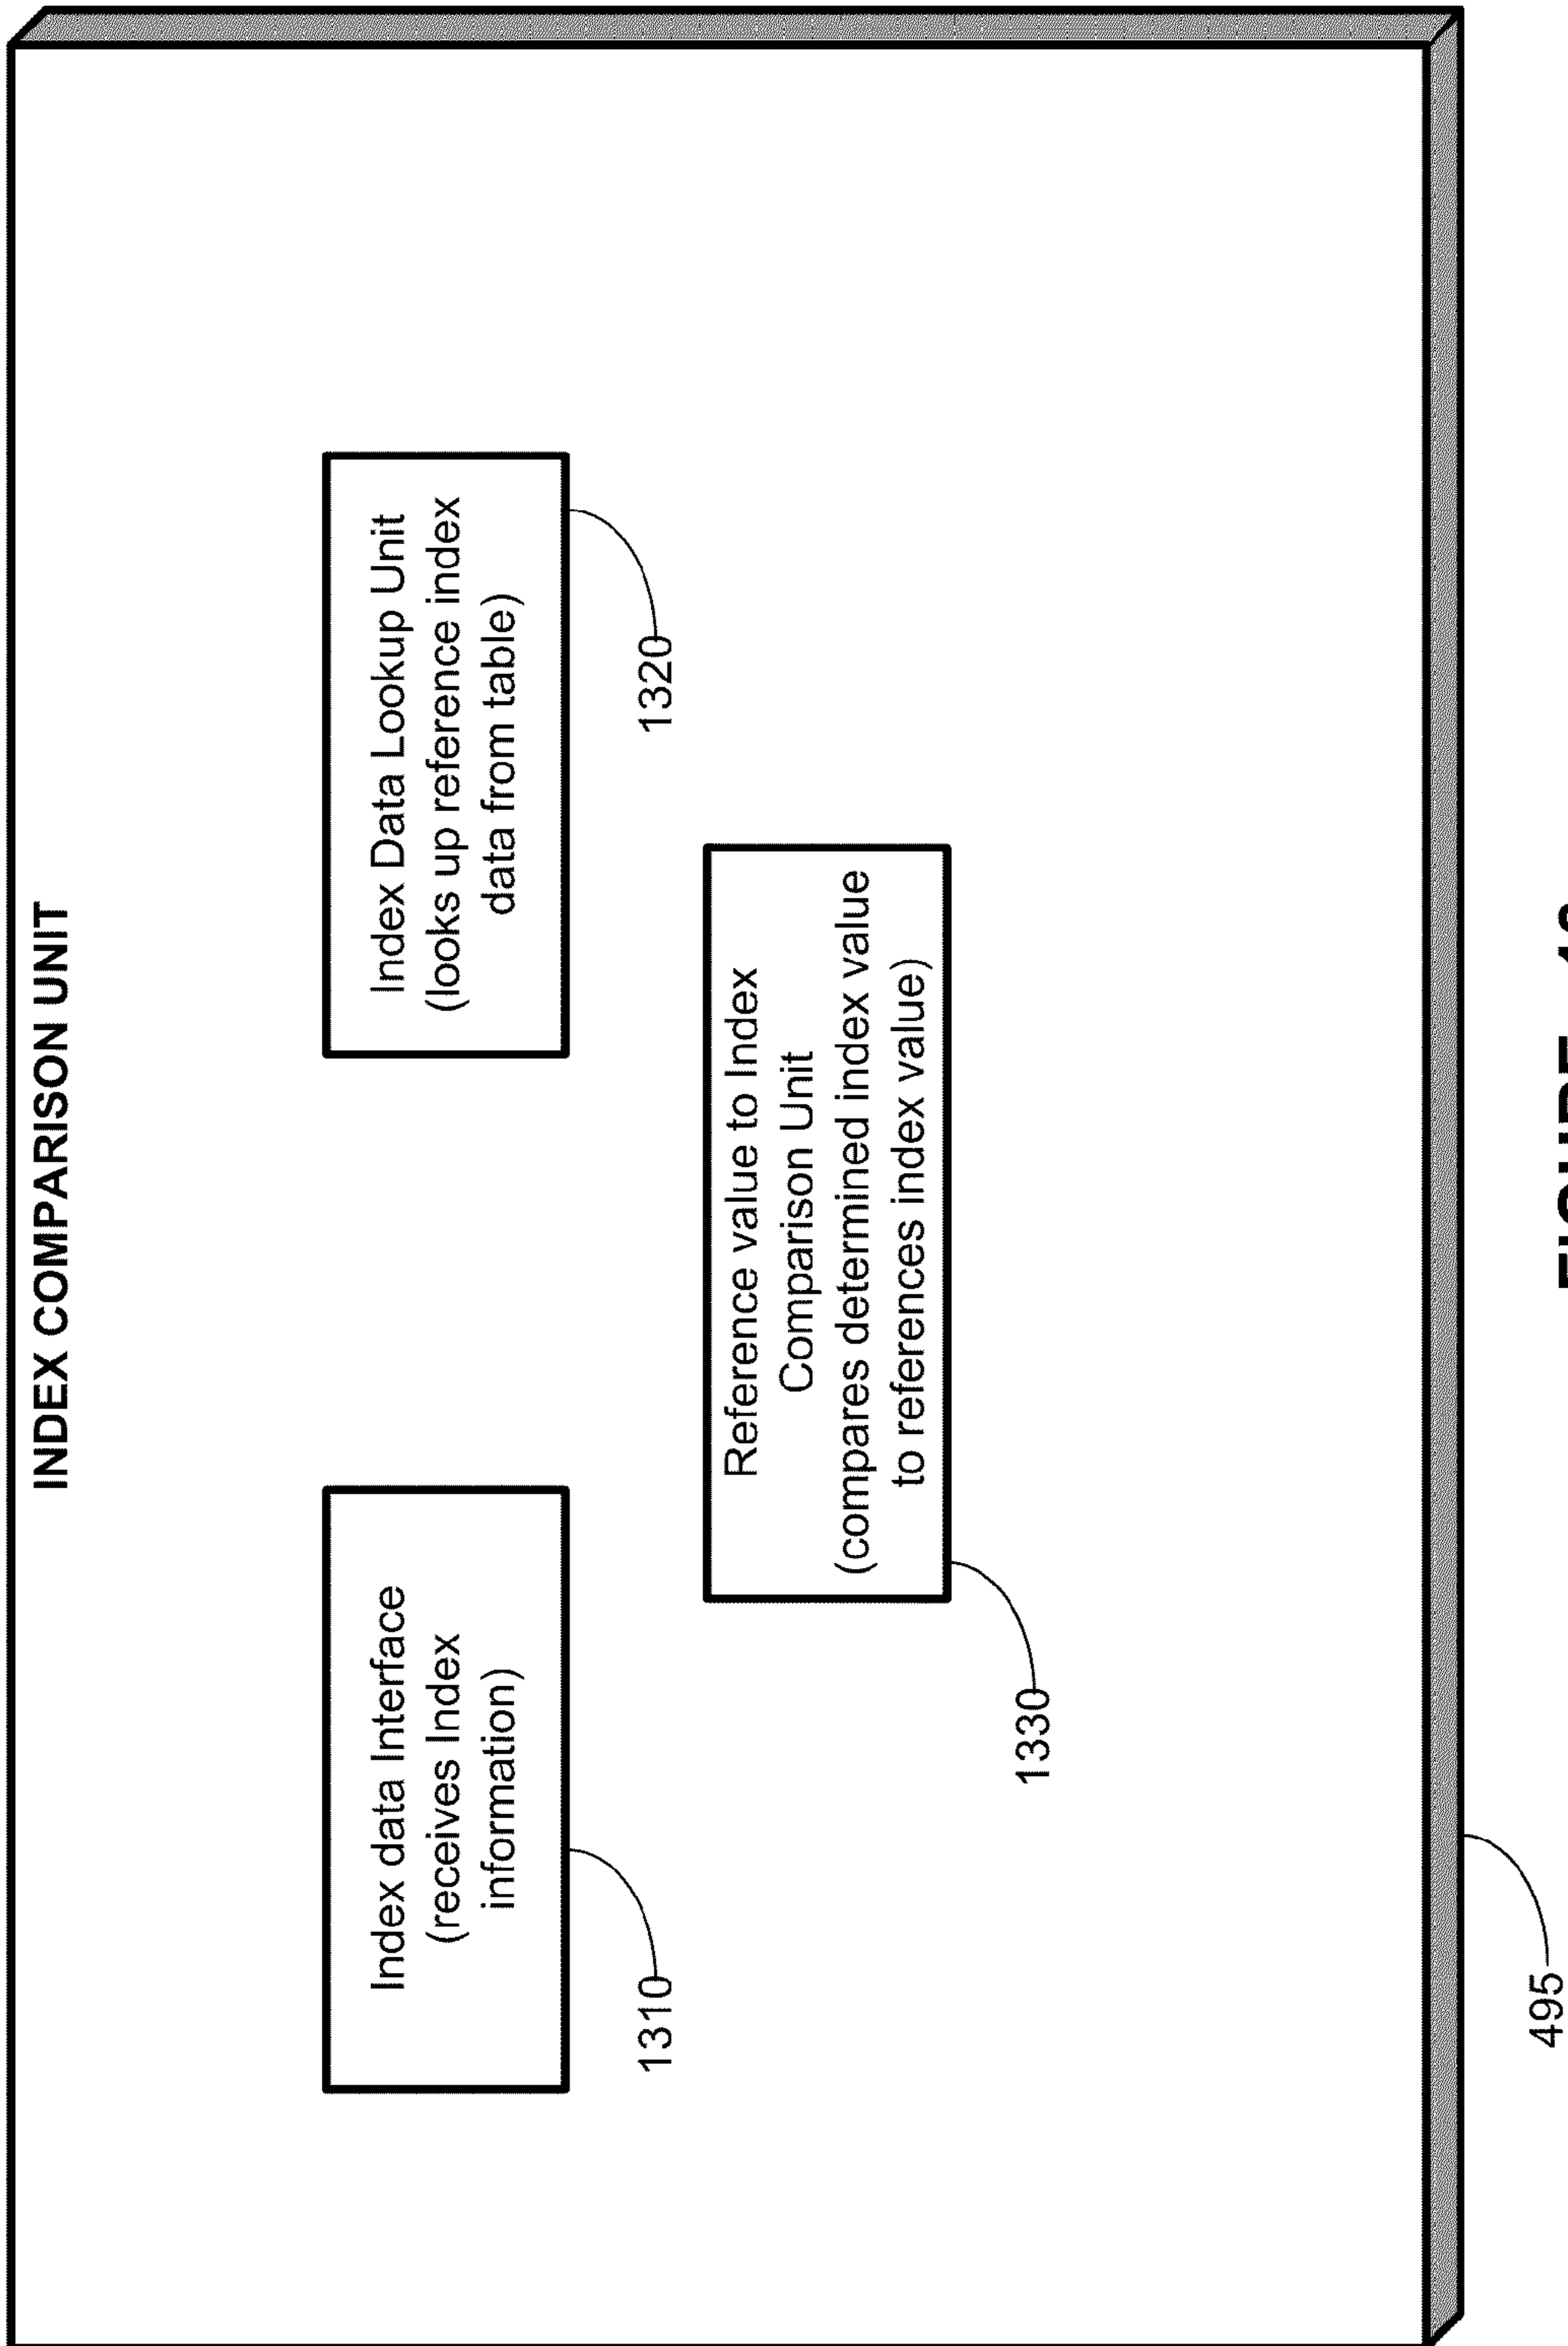 INDEX COMPARISON UNIT
Index data Interface
(receives Index
information)
1310
Index Data Lookup Unit
(looks up reference index
data from table)
1320
Reference value to Index
Comparison Unit
(compares determined index value
to references index value)
1330
495